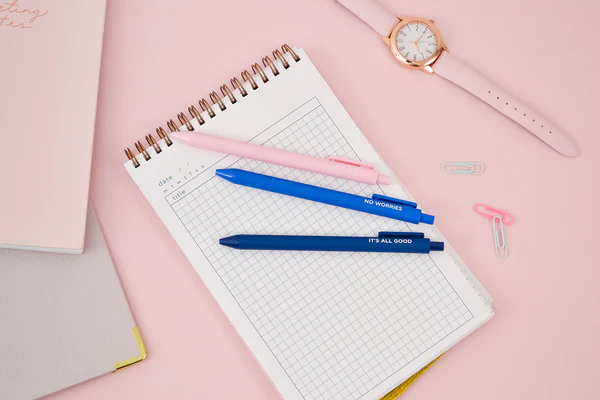 date / /
m t w t f s s
title
NO WORRIES
IT'S ALL GOOD